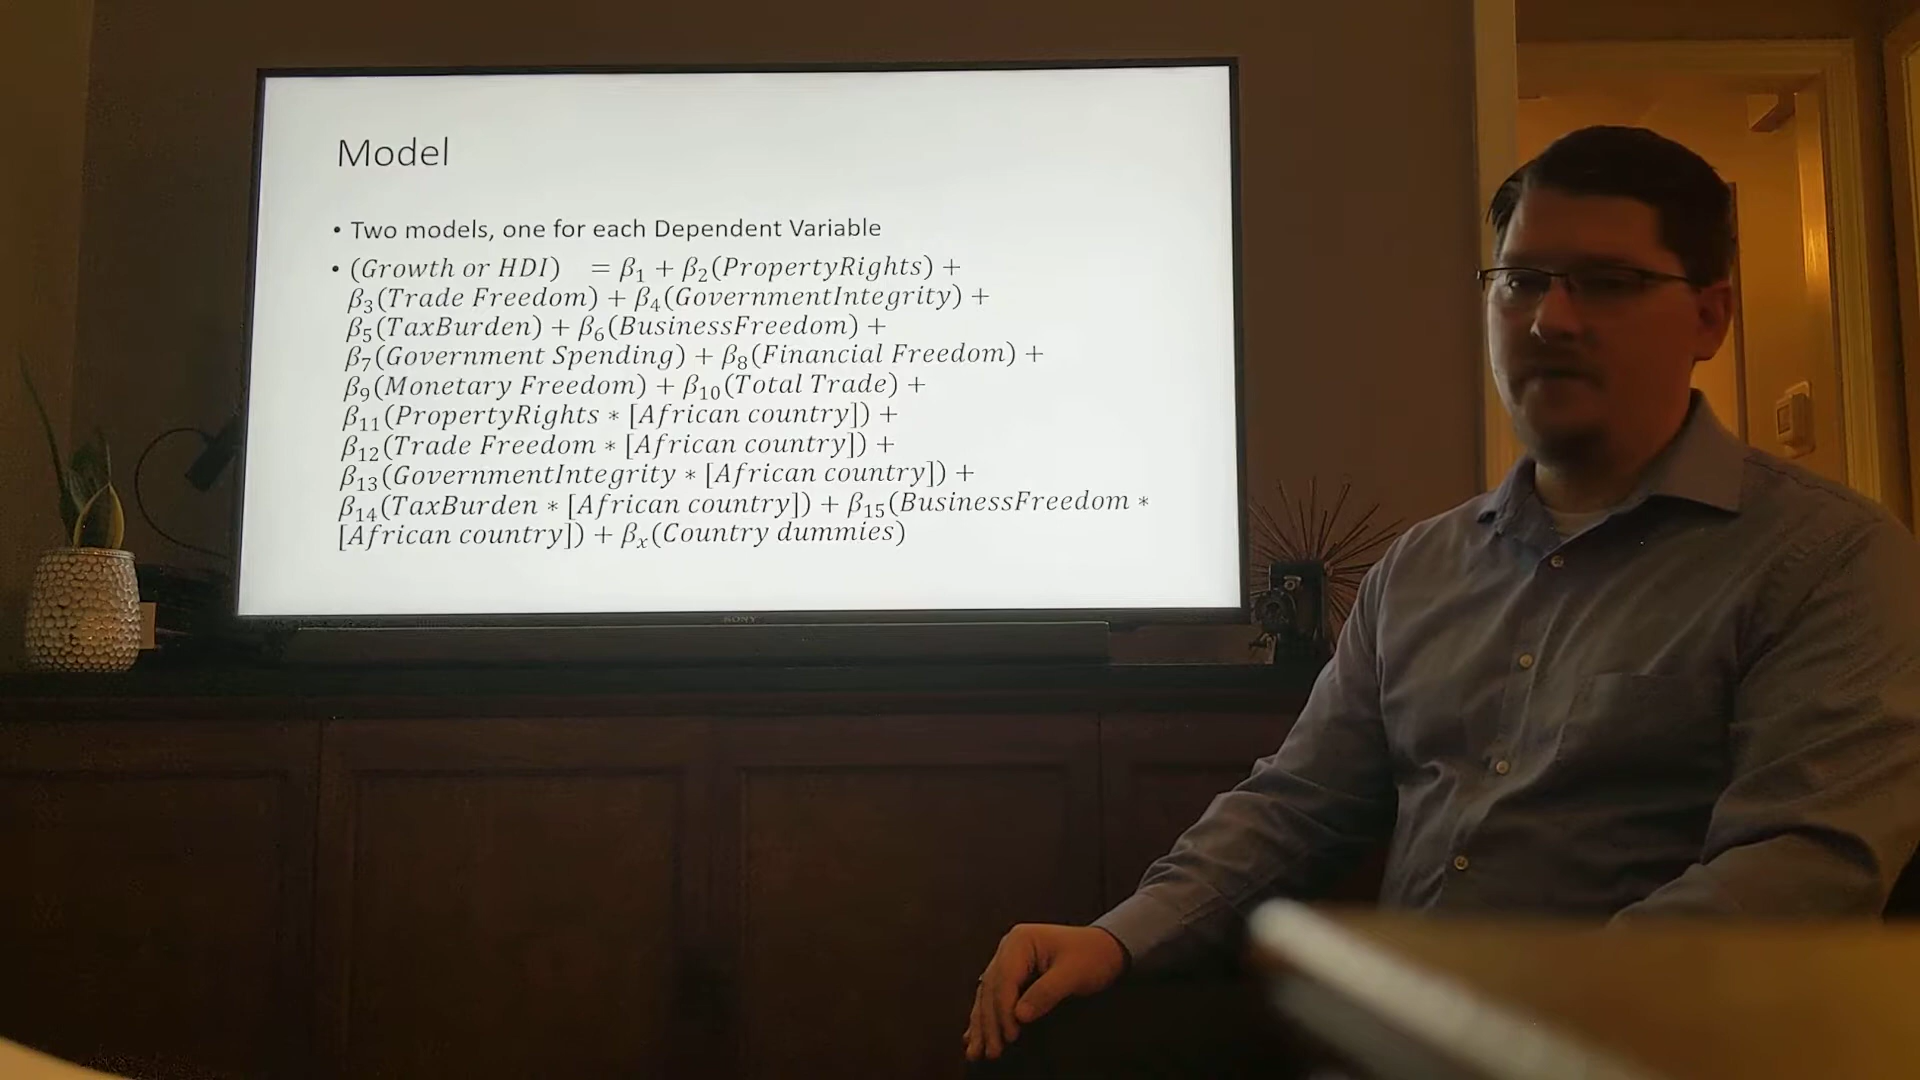 Model
• Two models, one for each Dependent Variable
• (Growth or HDI) = β₁ + β₂(PropertyRights) +
β₃(Trade Freedom) + β₄(GovernmentIntegrity) +
β₅(TaxBurden) + β₆(BusinessFreedom) +
β₇(Government Spending) + β₈(Financial Freedom) +
β₉(Monetary Freedom) + β₁₀(Total Trade) +
β₁₁(PropertyRights * [African country]) +
β₁₂(Trade Freedom * [African country]) +
β₁₃(GovernmentIntegrity * [African country]) +
β₁₄(TaxBurden * [African country]) + β₁₅(BusinessFreedom *
[African country]) + βₓ(Country dummies)
SONY